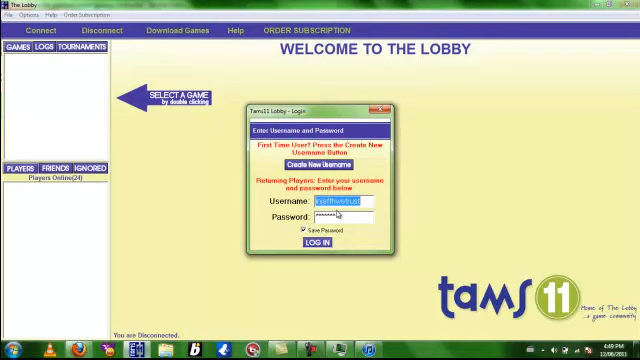 The Lobby
File Options Help Order Subscription
Connect Disconnect Download Games Help ORDER SUBSCRIPTION
GAMES LOGS TOURNAMENTS
WELCOME TO THE LOBBY
SELECT A GAME
by double clicking
Tams11 Lobby - Login
Enter Username and Password
First Time User? Press the Create New
Username Button
Create New Username
PLAYERS FRIENDS IGNORED
Players Online(24)
Returning Players: Enter your username
and password below
Username: injeffhwetrust
Password: *******
Save Password
LOG IN
tams 11
Home of The Lobby
...a game community
You are Disconnected.
4:49 PM
12/06/2011